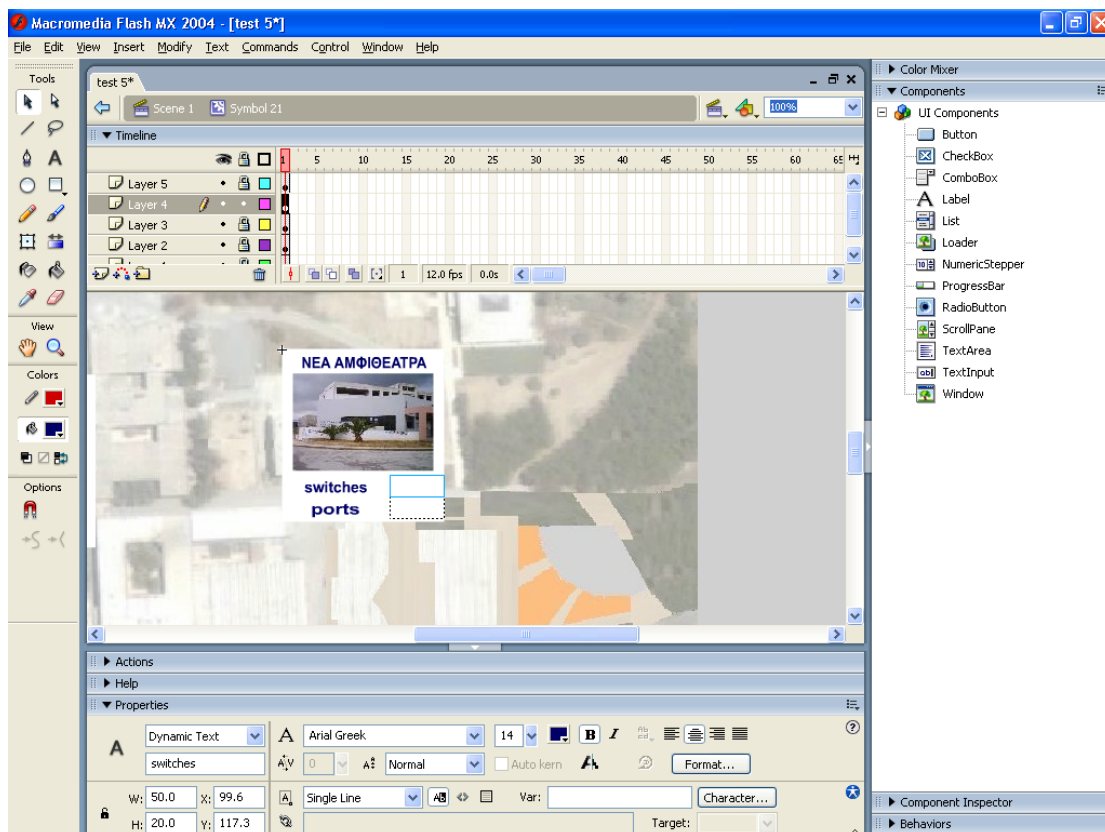 Macromedia Flash MX 2004 - [test 5*]
File Edit View Insert Modify Text Commands Control Window Help
Tools
View
Colors
Options
test 5*
Scene 1 Symbol 21 100%
Timeline
1 5 10 15 20 25 30 35 40 45 50 55 60 65
Layer 5
Layer 4
Layer 3
Layer 2
1 12.0 fps 0.0s
ΝΕΑ ΑΜΦΙΘΕΑΤΡΑ
switches
ports
Actions
Help
Properties
A Dynamic Text A Arial Greek 14 B I
switches A V 0 Normal Auto kern Format...
W: 50.0 X: 99.6 Single Line AB Var: Character...
H: 20.0 Y: 117.3 Target:
Color Mixer
Components
UI Components
Button
CheckBox
ComboBox
Label
List
Loader
NumericStepper
ProgressBar
RadioButton
ScrollPane
TextArea
TextInput
Window
Component Inspector
Behaviors